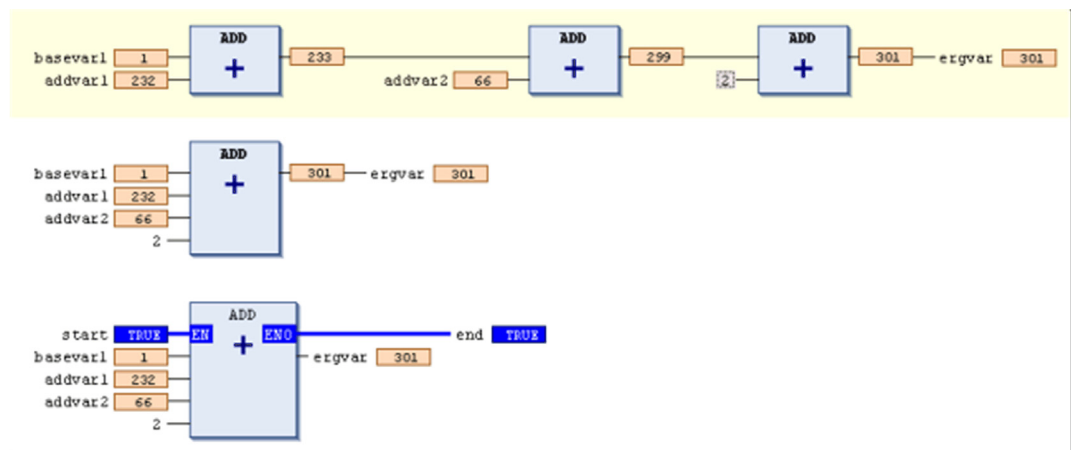 ADD ADD ADD
basevar1 1 + 233 + 299 + 301 ergvar 301
addvar1 232 addvar2 66 2
ADD
basevar1 1 + 301 ergvar 301
addvar1 232
addvar2 66
2
ADD
start TRUE EN ENO end TRUE
basevar1 1 + ergvar 301
addvar1 232
addvar2 66
2